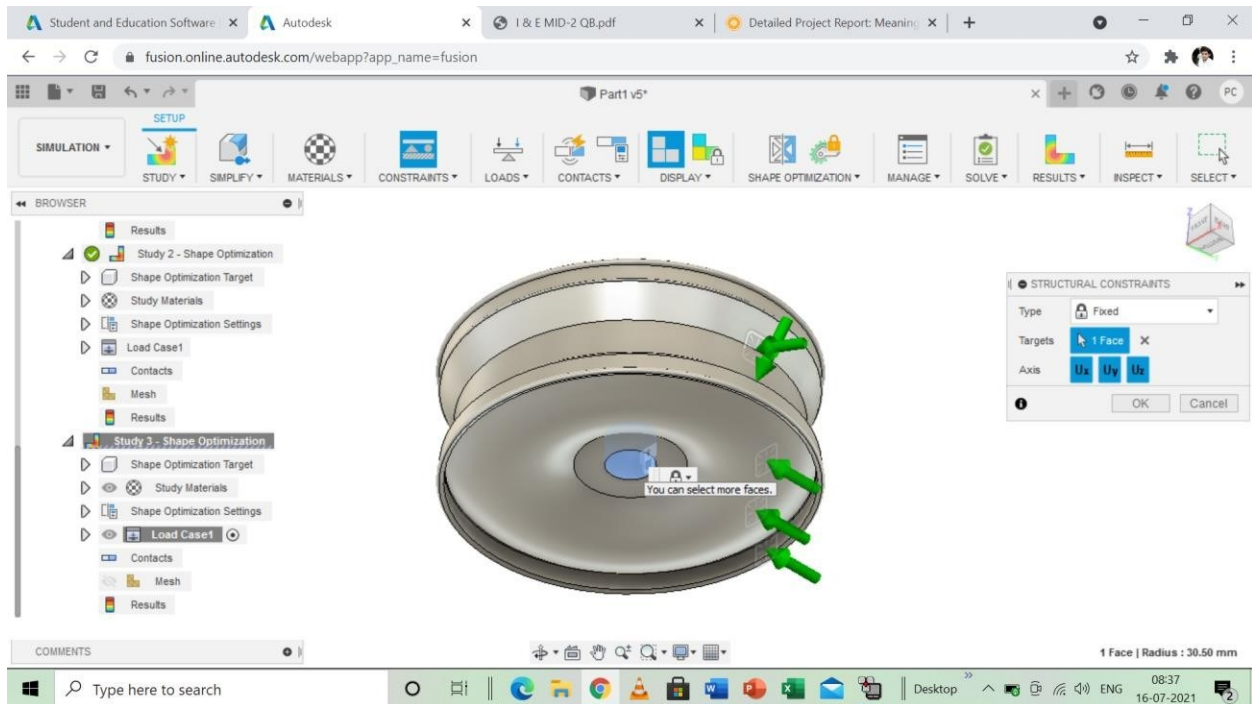 Student and Education Software
Autodesk
I & E MID-2 QB.pdf
Detailed Project Report: Meaning
fusion.online.autodesk.com/webapp?app_name=fusion
Part1 v5*
PC
SETUP
SIMULATION
STUDY
SIMPLIFY
MATERIALS
CONSTRAINTS
LOADS
CONTACTS
DISPLAY
SHAPE OPTIMIZATION
MANAGE
SOLVE
RESULTS
INSPECT
SELECT
BROWSER
Results
Study 2 - Shape Optimization
Shape Optimization Target
Study Materials
Shape Optimization Settings
Load Case1
Contacts
Mesh
Results
Study 3 - Shape Optimization
Shape Optimization Target
Study Materials
Shape Optimization Settings
Load Case1
Contacts
Mesh
Results
Z
STRUCTURAL CONSTRAINTS
Type Fixed
Targets 1 Face
Axis Ux Uy Uz
OK Cancel
You can select more faces.
COMMENTS
1 Face | Radius : 30.50 mm
Type here to search
Desktop
ENG
08:37
16-07-2021
2